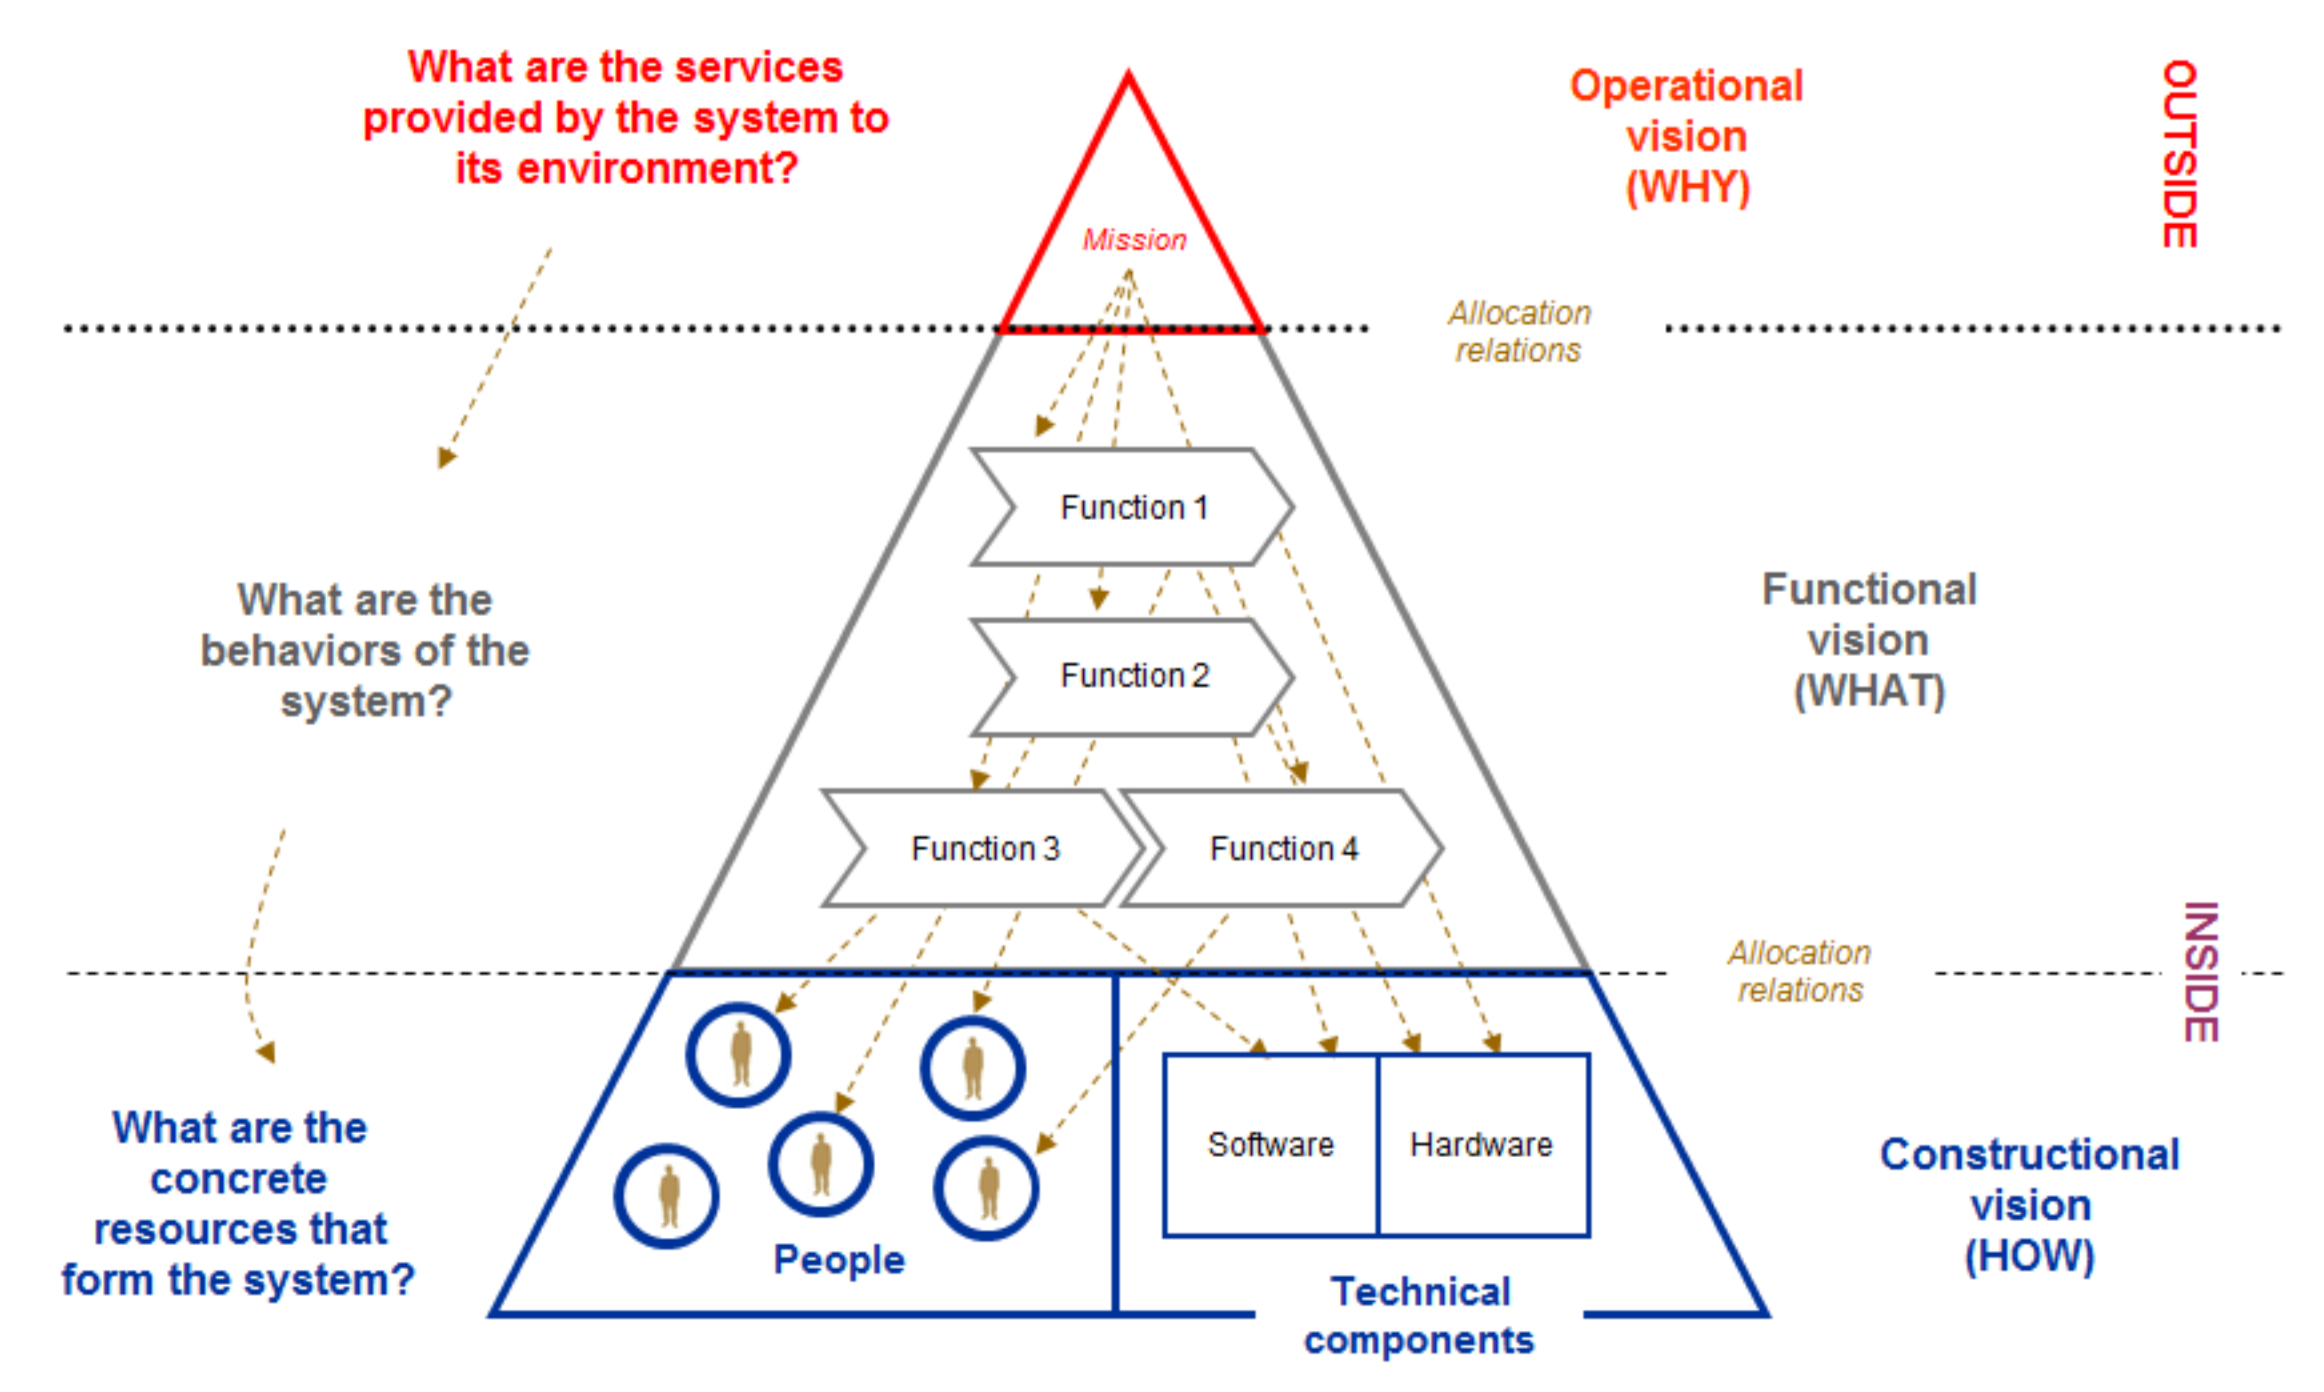 What are the services
provided by the system to
its environment?
Operational
vision
(WHY)
OUTSIDE
Mission
Allocation
relations
Function 1
What are the
behaviors of the
system?
Function 2
Functional
vision
(WHAT)
Function 3
Function 4
Allocation
relations
INSIDE
What are the
concrete
resources that
form the system?
People
Software
Hardware
Technical
components
Constructional
vision
(HOW)